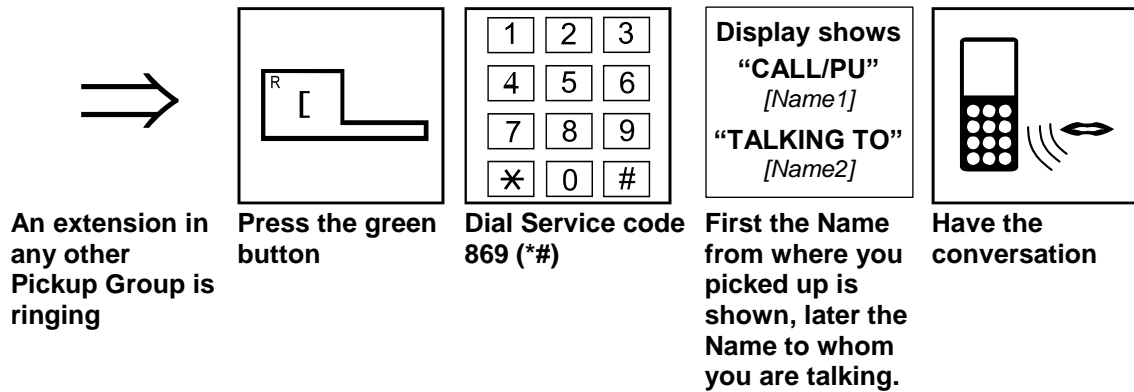 R
[
1 2 3
4 5 6
7 8 9
* 0 #
Display shows
“CALL/PU”
[Name1]
“TALKING TO”
[Name2]
An extension in
any other
Pickup Group is
ringing
Press the green
button
Dial Service code
869 (*#)
First the Name
from where you
picked up is
shown, later the
Name to whom
you are talking.
Have the
conversation